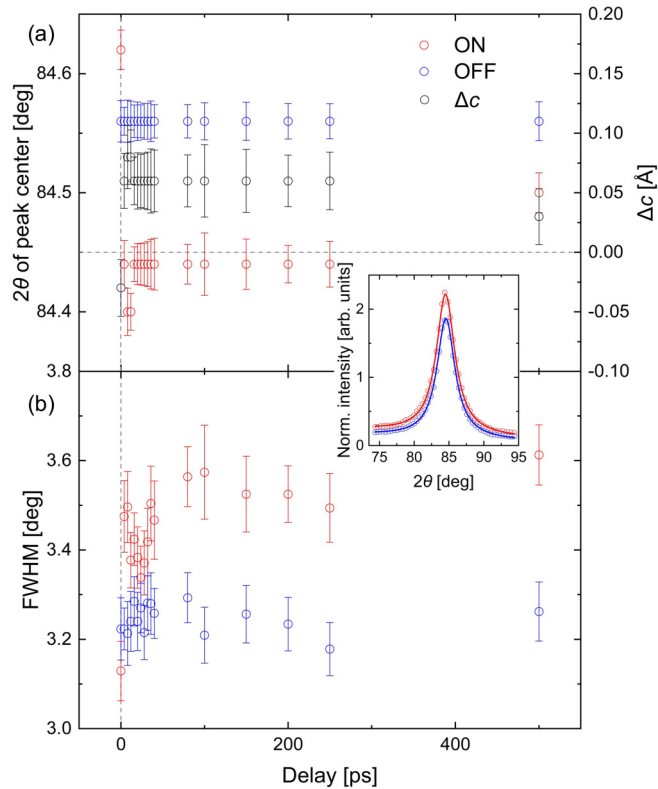 (a)
ON
OFF
Δc
2θ of peak center [deg]
84.6
84.5
84.4
3.8
Δc [Å]
0.20
0.15
0.10
0.05
0.00
-0.05
-0.10
Norm. intensity [arb. units]
2
1
0
75 80 85 90 95
2θ [deg]
(b)
FWHM [deg]
3.6
3.4
3.2
3.0
0 200 400
Delay [ps]